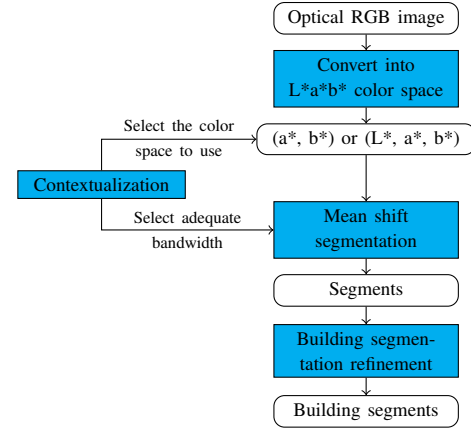 Optical RGB image
Convert into
L*a*b* color space
Select the color
space to use
(a*, b*) or (L*, a*, b*)
Contextualization
Select adequate
bandwidth
Mean shift
segmentation
Segments
Building segmen-
tation refinement
Building segments